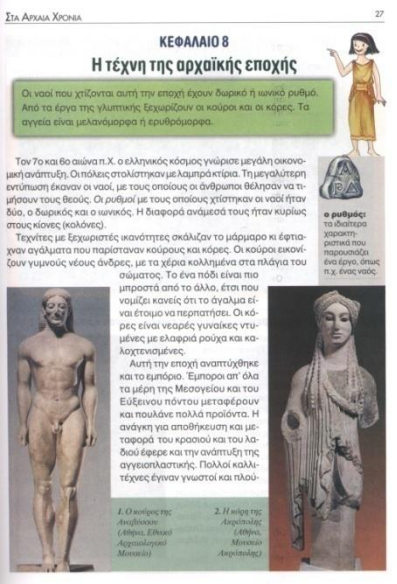 ΣΤΑ ΑΡΧΑΙΑ ΧΡΟΝΙΑ
27
ΚΕΦΑΛΑΙΟ 8
Η τέχνη της αρχαϊκής εποχής
Οι ναοί που χτίζονται αυτή την εποχή έχουν δωρικό ή ιωνικό ρυθμό.
Από τα έργα της γλυπτικής ξεχωρίζουν οι κούροι και οι κόρες. Τα
αγγεία είναι μελανόμορφα ή ερυθρόμορφα.
Τον 7ο και 6ο αιώνα π.Χ. ο ελληνικός κόσμος γνώρισε μεγάλη οικονο-
μική ανάπτυξη. Οι πόλεις στολίστηκαν με λαμπρά κτίρια. Τη μεγαλύτερη
εντύπωση έκαναν οι ναοί, με τους οποίους οι άνθρωποι θέλησαν να τι-
μήσουν τους θεούς. Οι ρυθμοί με τους οποίους χτίστηκαν οι ναοί ήταν
δύο, ο δωρικός και ο ιωνικός. Η διαφορά ανάμεσά τους ήταν κυρίως
στους κίονες (κολόνες).
Τεχνίτες με ξεχωριστές ικανότητες σκάλιζαν το μάρμαρο κι έφτια-
χναν αγάλματα που παρίσταναν κούρους και κόρες. Οι κούροι εικονί-
ζουν γυμνούς νέους άνδρες, με τα χέρια κολλημένα στα πλάγια του
σώματος. Το ένα πόδι είναι πιο
μπροστά από το άλλο, έτσι που
νομίζει κανείς ότι το άγαλμα εί-
ναι έτοιμο να περπατήσει. Οι κό-
ρες είναι νεαρές γυναίκες ντυ-
μένες με ελαφριά ρούχα και κα-
λοχτενισμένες.
Αυτή την εποχή αναπτύχθηκε
και το εμπόριο. Έμποροι απ' όλα
τα μέρη της Μεσογείου και του
Εύξεινου πόντου μεταφέρουν
και πουλάνε πολλά προϊόντα. Η
ανάγκη για αποθήκευση και με-
ταφορά του κρασιού και του λα-
διού έφερε και την ανάπτυξη της
αγγειοπλαστικής. Πολλοί καλλι-
τέχνες έγιναν γνωστοί και πλού-
ο ρυθμός:
τα ιδιαίτερα
χαρακτη-
ριστικά που
παρουσιάζει
ένα έργο, όπως
π.χ. ένας ναός.
1. Ο κούρος της
Αναβύσσου
(Αθήνα, Εθνικό
Αρχαιολογικό
Μουσείο)
2. Η κόρη της
Ακρόπολης
(Αθήνα,
Μουσείο
Ακρόπολης)